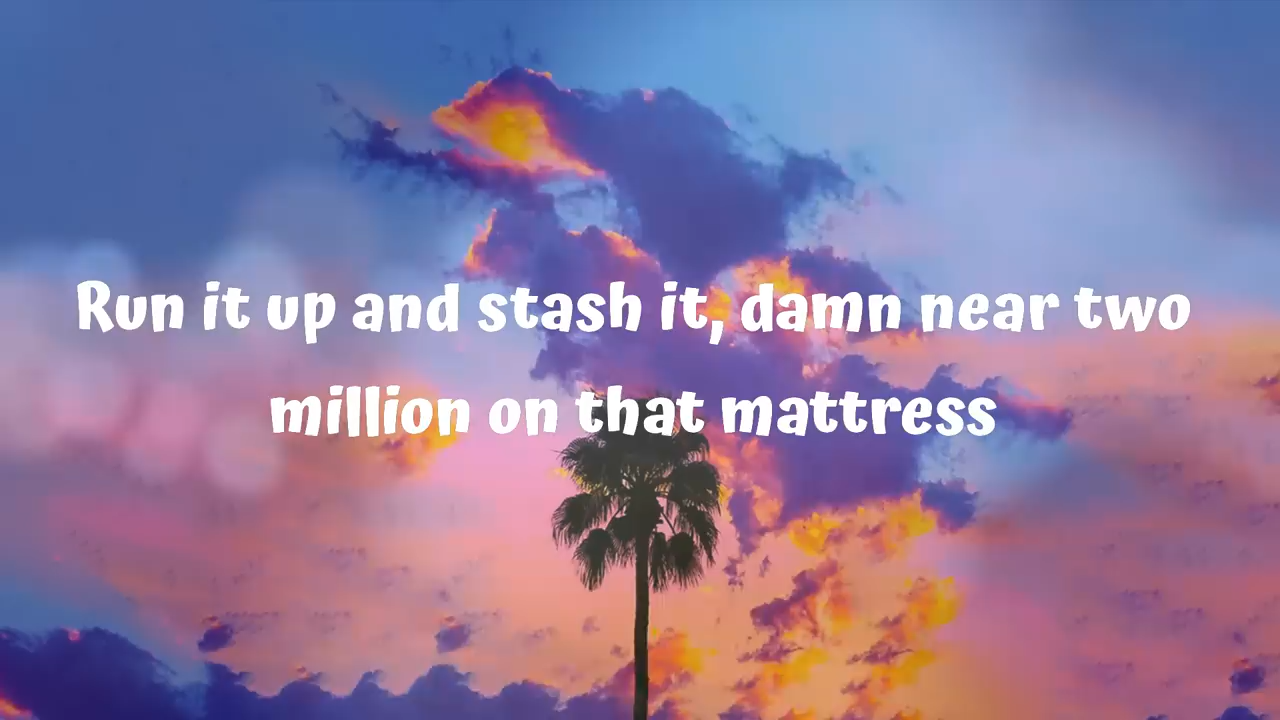 Run it up and stash it, damn near two
million on that mattress